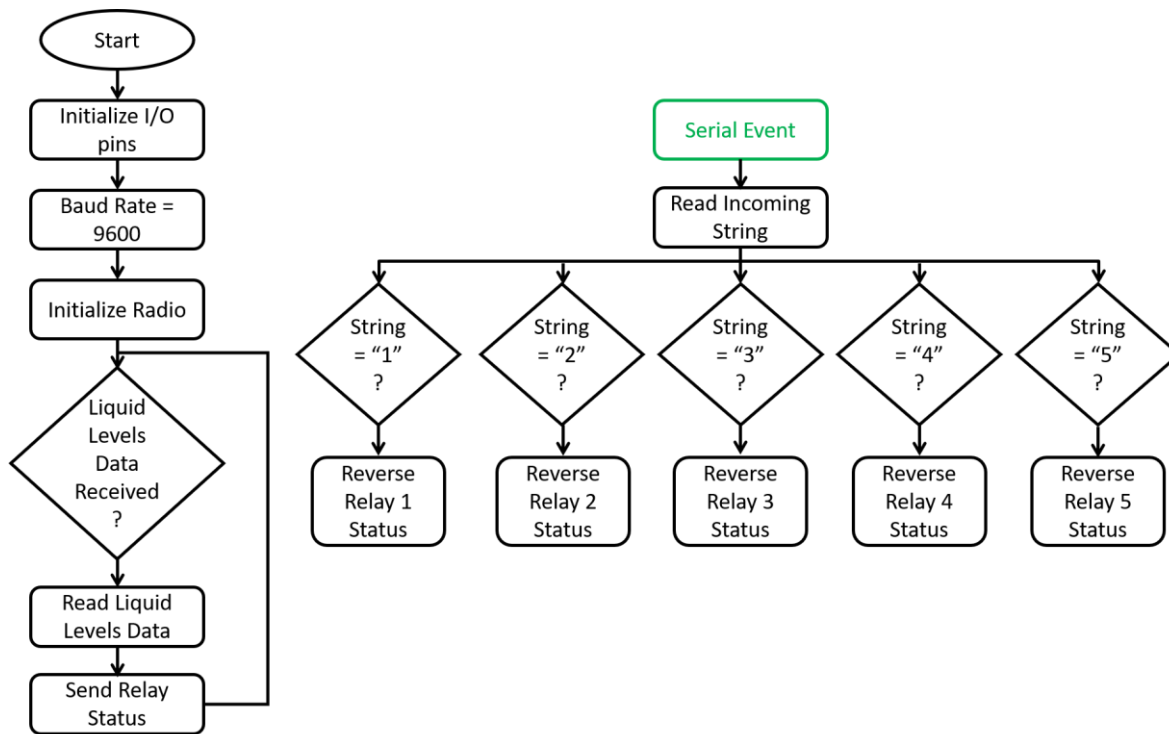 Start
Initialize I/O
pins
Baud Rate =
9600
Initialize Radio
Liquid
Levels
Data
Received
?
Read Liquid
Levels Data
Send Relay
Status
Serial Event
Read Incoming
String
String
= “1”
?
String
= “2”
?
String
= “3”
?
String
= “4”
?
String
= “5”
?
Reverse
Relay 1
Status
Reverse
Relay 2
Status
Reverse
Relay 3
Status
Reverse
Relay 4
Status
Reverse
Relay 5
Status